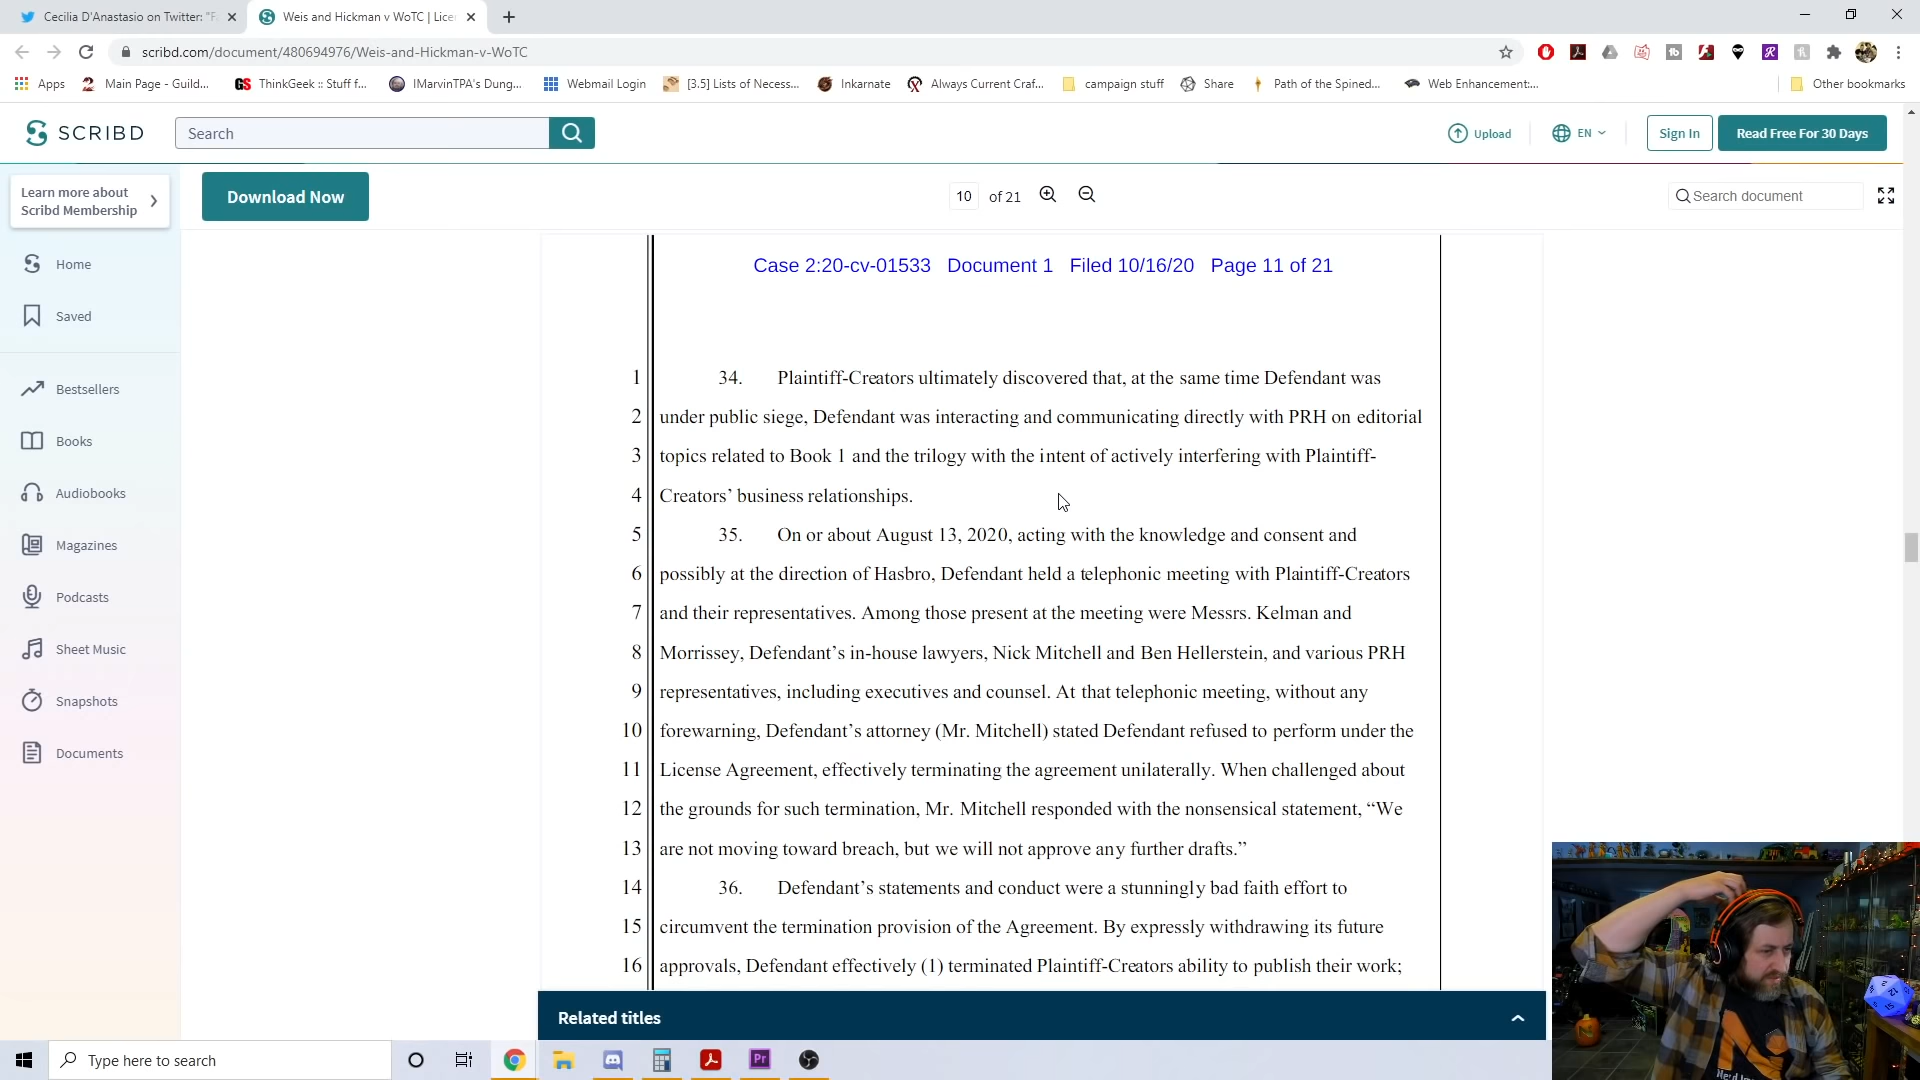 Cecilia D'Anastasio on Twitter: "F
Weis and Hickman v WoTC | Lice
scribd.com/document/480694976/Weis-and-Hickman-v-WoTC
Apps
Main Page - Guild...
ThinkGeek :: Stuff f...
IMarvinTPA's Dung...
Webmail Login
[3.5] Lists of Necess...
Inkarnate
Always Current Craf...
campaign stuff
Share
Path of the Spined...
Web Enhancement:...
Other bookmarks
SCRIBD
Search
Upload
EN
Sign In
Read Free For 30 Days
Learn more about
Scribd Membership
Download Now
10 of 21
Search document
Home
Saved
Bestsellers
Books
Audiobooks
Magazines
Podcasts
Sheet Music
Snapshots
Documents
Case 2:20-cv-01533 Document 1 Filed 10/16/20 Page 11 of 21
1 34. Plaintiff-Creators ultimately discovered that, at the same time Defendant was
2 under public siege, Defendant was interacting and communicating directly with PRH on editorial
3 topics related to Book 1 and the trilogy with the intent of actively interfering with Plaintiff-
4 Creators' business relationships.
5 35. On or about August 13, 2020, acting with the knowledge and consent and
6 possibly at the direction of Hasbro, Defendant held a telephonic meeting with Plaintiff-Creators
7 and their representatives. Among those present at the meeting were Messrs. Kelman and
8 Morrissey, Defendant's in-house lawyers, Nick Mitchell and Ben Hellerstein, and various PRH
9 representatives, including executives and counsel. At that telephonic meeting, without any
10 forewarning, Defendant's attorney (Mr. Mitchell) stated Defendant refused to perform under the
11 License Agreement, effectively terminating the agreement unilaterally. When challenged about
12 the grounds for such termination, Mr. Mitchell responded with the nonsensical statement, "We
13 are not moving toward breach, but we will not approve any further drafts."
14 36. Defendant's statements and conduct were a stunningly bad faith effort to
15 circumvent the termination provision of the Agreement. By expressly withdrawing its future
16 approvals, Defendant effectively (1) terminated Plaintiff-Creators ability to publish their work;
Related titles
Type here to search
Pr